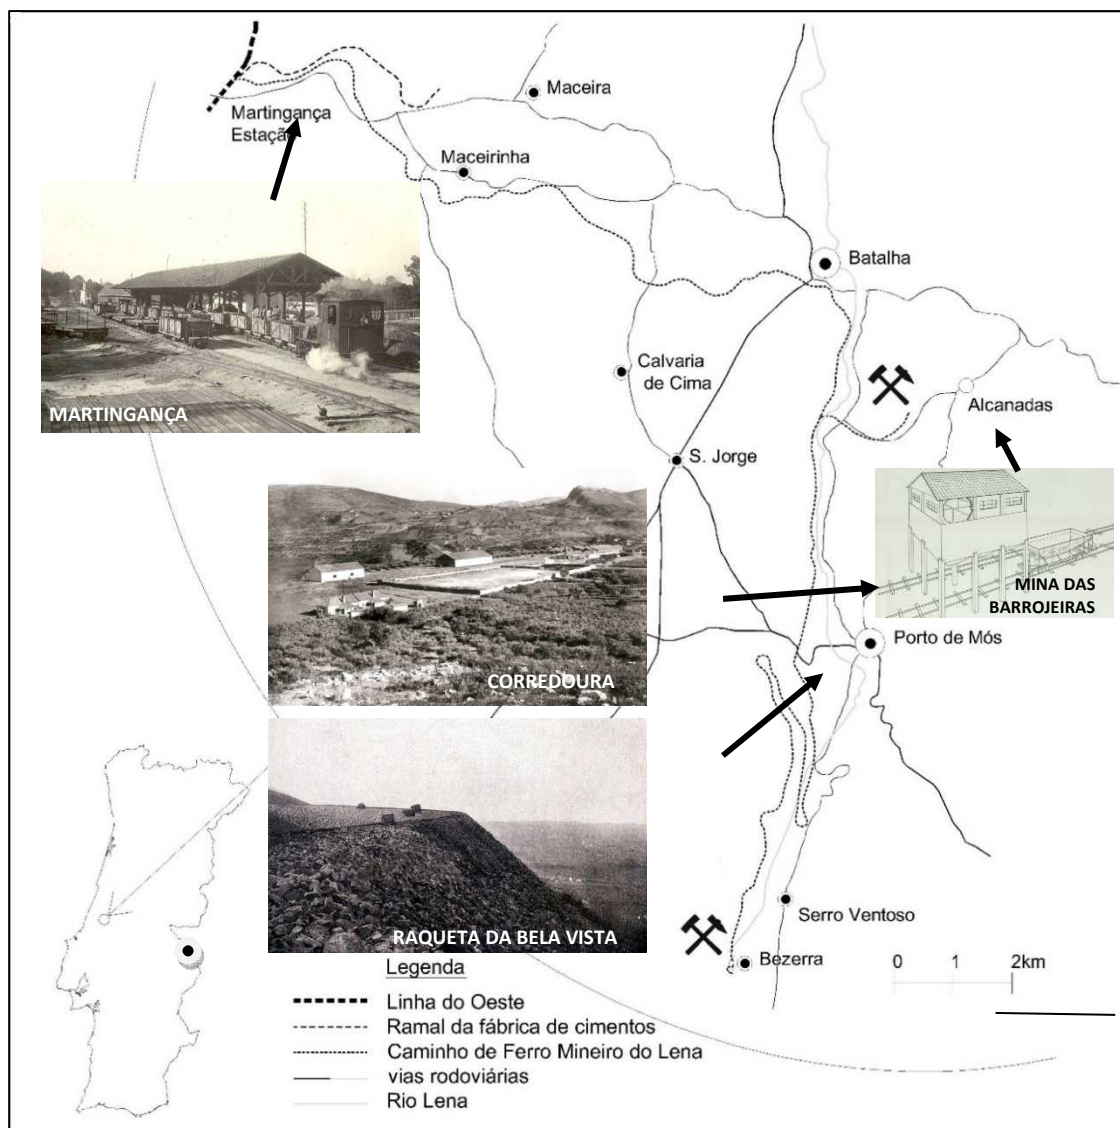 Maceira
Martingança
Estação
Maceirinha
Batalha
MARTINGANÇA
Calvaria
de Cima
Alcanadas
S. Jorge
MINA DAS
BARROJEIRAS
Porto de Mós
CORREDOURA
RAQUETA DA BELA VISTA
Serro Ventoso
Bezerra
0 1 2km
Legenda
Linha do Oeste
Ramal da fábrica de cimentos
Caminho de Ferro Mineiro do Lena
vias rodoviárias
Rio Lena